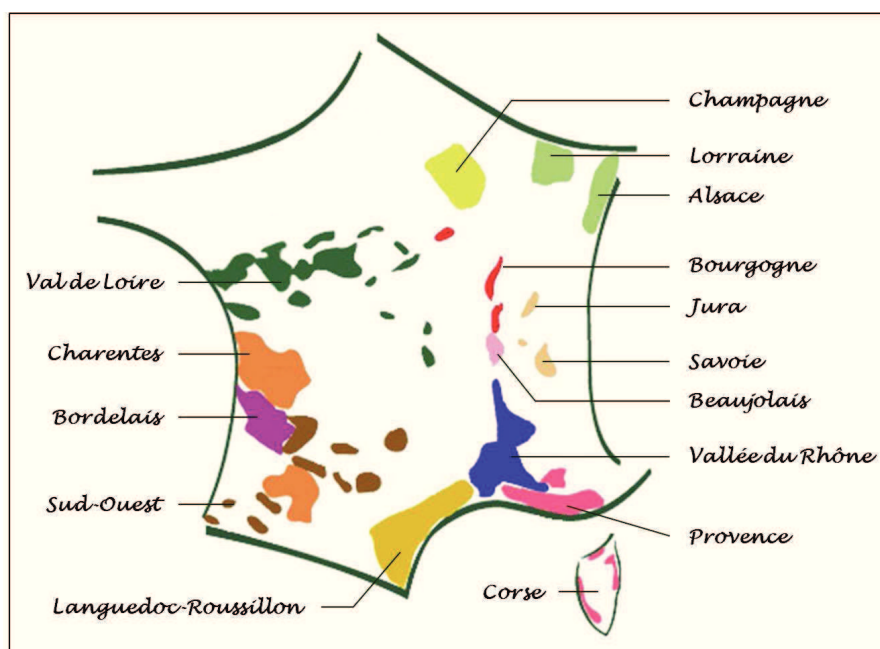 Champagne
Lorraine
Alsace
Bourgogne
Val de Loire
Jura
Charentes
Savoie
Beaujolais
Bordelais
Vallée du Rhône
Sud-Ouest
Provence
Corse
Languedoc-Roussillon